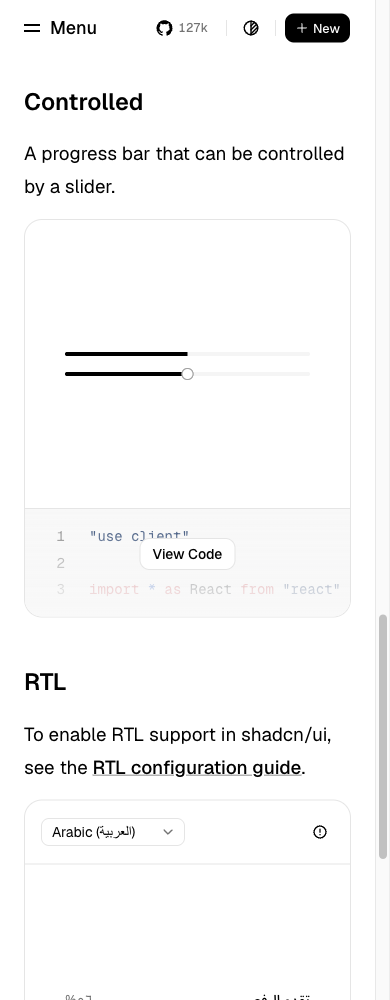 Menu
127k
New
Controlled
A progress bar that can be controlled
by a slider.
1 "use client"
2
View Code
3 import * as React from "react"
RTL
To enable RTL support in shadcn/ui,
see the RTL configuration guide.
Arabic (العربية)